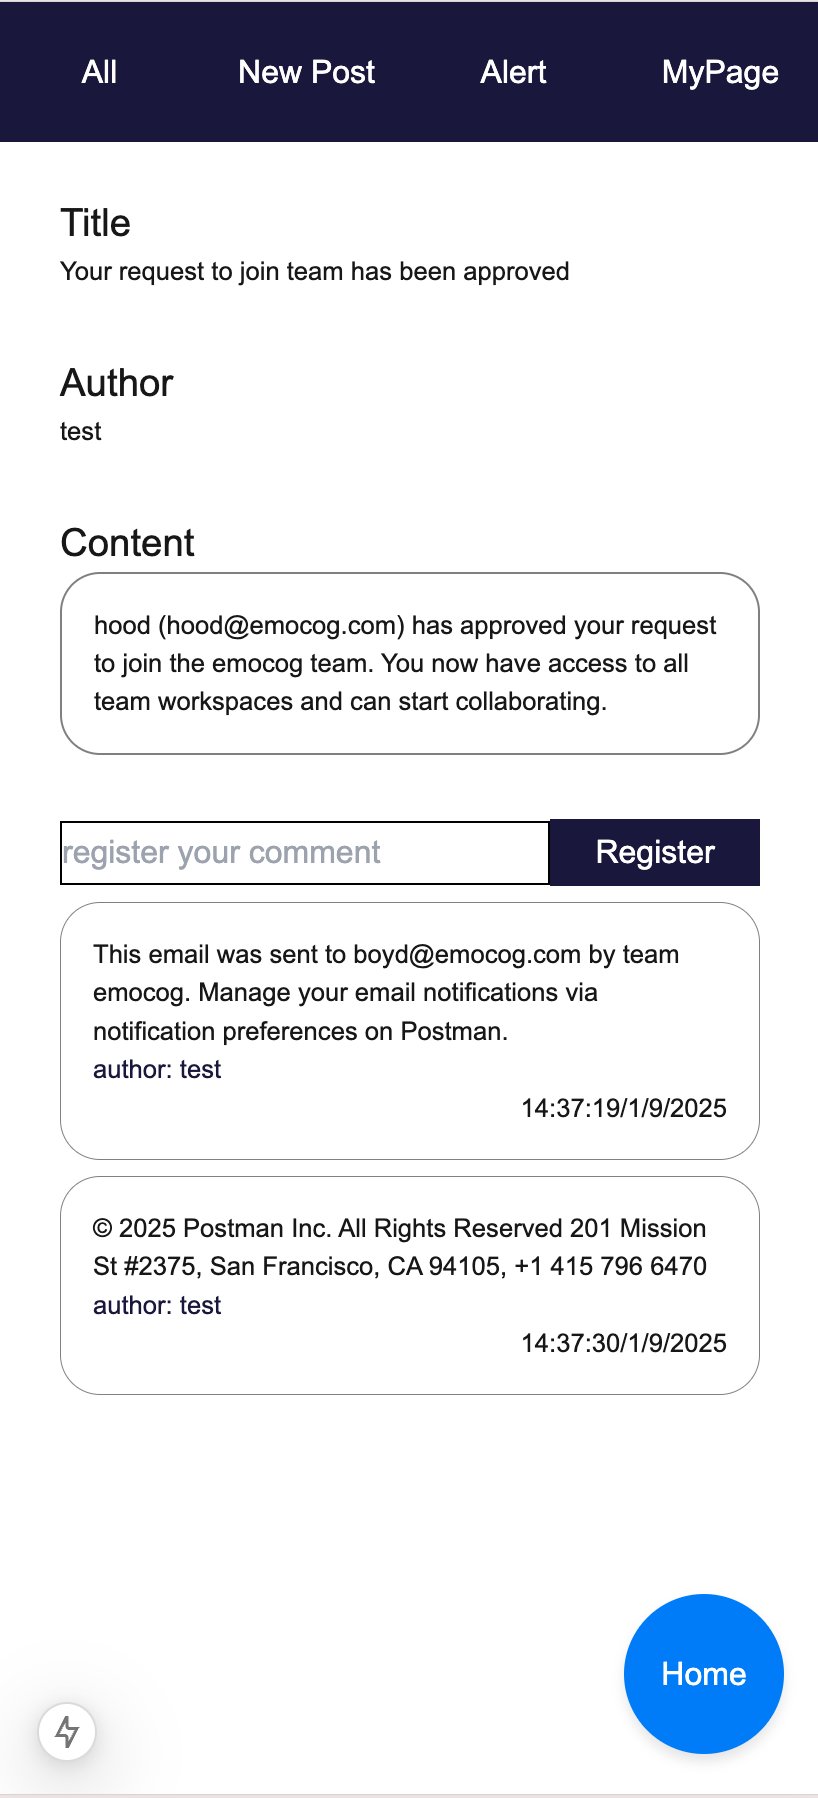 All New Post Alert MyPage
Title
Your request to join team has been approved
Author
test
Content
hood (hood@emocog.com) has approved your request
to join the emocog team. You now have access to all
team workspaces and can start collaborating.
register your comment Register
This email was sent to boyd@emocog.com by team
emocog. Manage your email notifications via
notification preferences on Postman.
author: test
14:37:19/1/9/2025
© 2025 Postman Inc. All Rights Reserved 201 Mission
St #2375, San Francisco, CA 94105, +1 415 796 6470
author: test
14:37:30/1/9/2025
Home